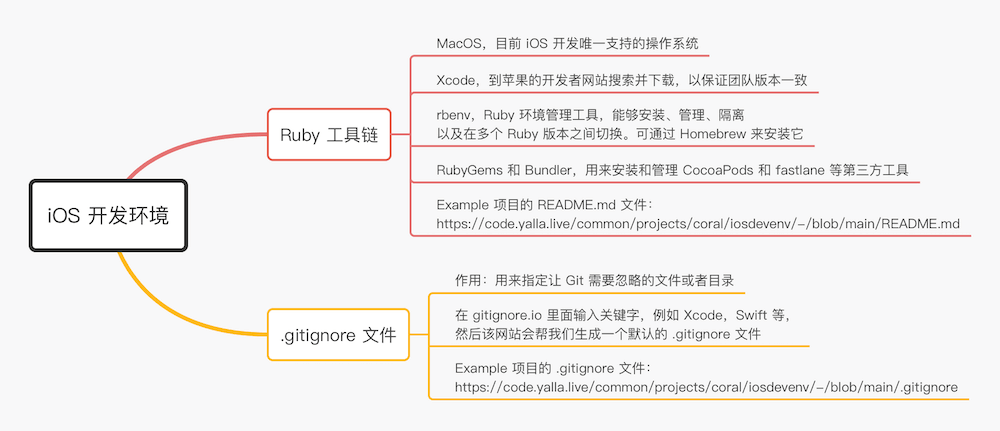 iOS 开发环境
Ruby 工具链
MacOS，目前 iOS 开发唯一支持的操作系统
Xcode，到苹果的开发者网站搜索并下载，以保证团队版本一致
rbenv，Ruby 环境管理工具，能够安装、管理、隔离
以及在多个 Ruby 版本之间切换。可通过 Homebrew 来安装它
RubyGems 和 Bundler，用来安装和管理 CocoaPods 和 fastlane 等第三方工具
Example 项目的 README.md 文件：
https://code.yalla.live/common/projects/coral/iosdevenv/-/blob/main/README.md
.gitignore 文件
作用：用来指定让 Git 需要忽略的文件或者目录
在 gitignore.io 里面输入关键字，例如 Xcode，Swift 等，
然后该网站会帮我们生成一个默认的 .gitignore 文件
Example 项目的 .gitignore 文件：
https://code.yalla.live/common/projects/coral/iosdevenv/-/blob/main/.gitignore